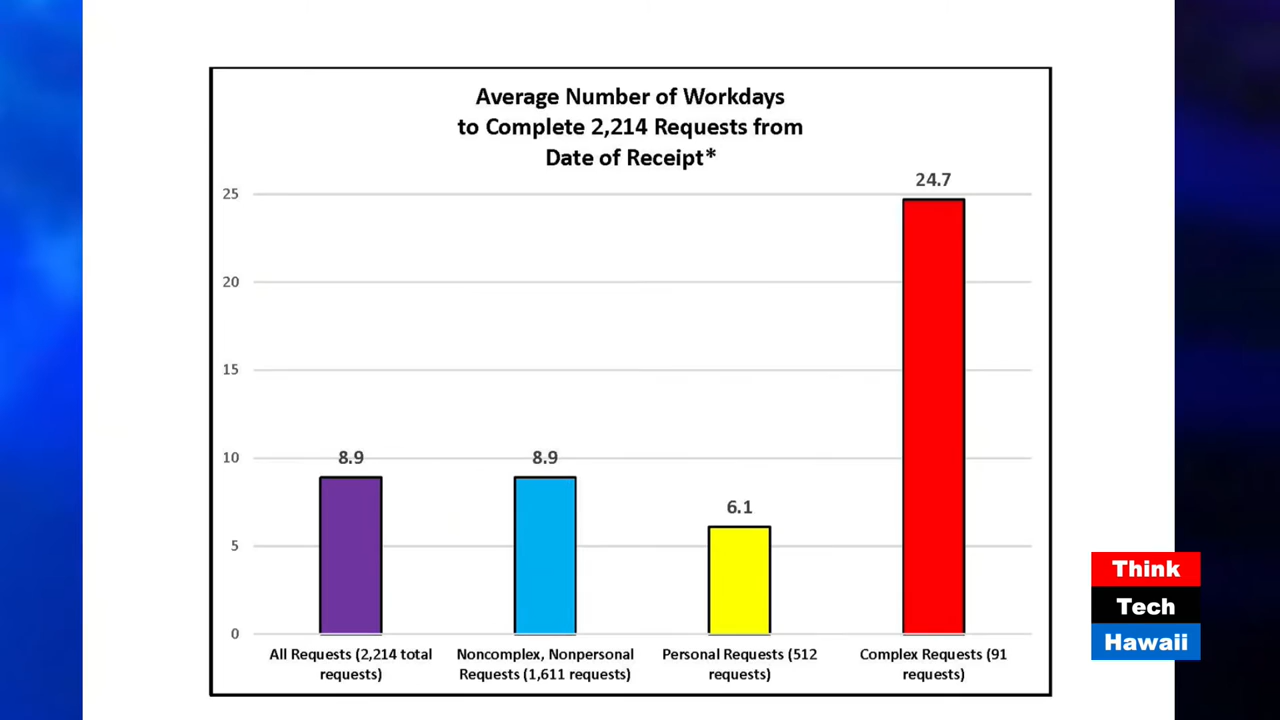 Average Number of Workdays
to Complete 2,214 Requests from
Date of Receipt*
24.7
25
20
15
10
8.9
8.9
6.1
5
0
All Requests (2,214 total
requests)
Noncomplex, Nonpersonal
Requests (1,611 requests)
Personal Requests (512
requests)
Complex Requests (91
requests)
Think
Tech
Hawaii